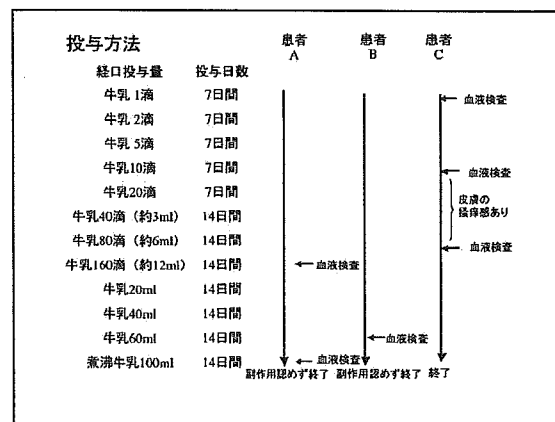 投与方法
患者 A
患者 B
患者 C
経口投与量 投与日数
牛乳 1滴 7日間 血液検査
牛乳 2滴 7日間
牛乳 5滴 7日間
牛乳10滴 7日間 血液検査
牛乳20滴 7日間 皮膚の
掻痒感あり
牛乳40滴（約3ml） 14日間
牛乳80滴（約6ml） 14日間 血液検査
牛乳160滴（約12ml） 14日間 血液検査
牛乳20ml 14日間
牛乳40ml 14日間
牛乳60ml 14日間 血液検査
煮沸牛乳100ml 14日間 血液検査
副作用認めず終了 副作用認めず終了 終了